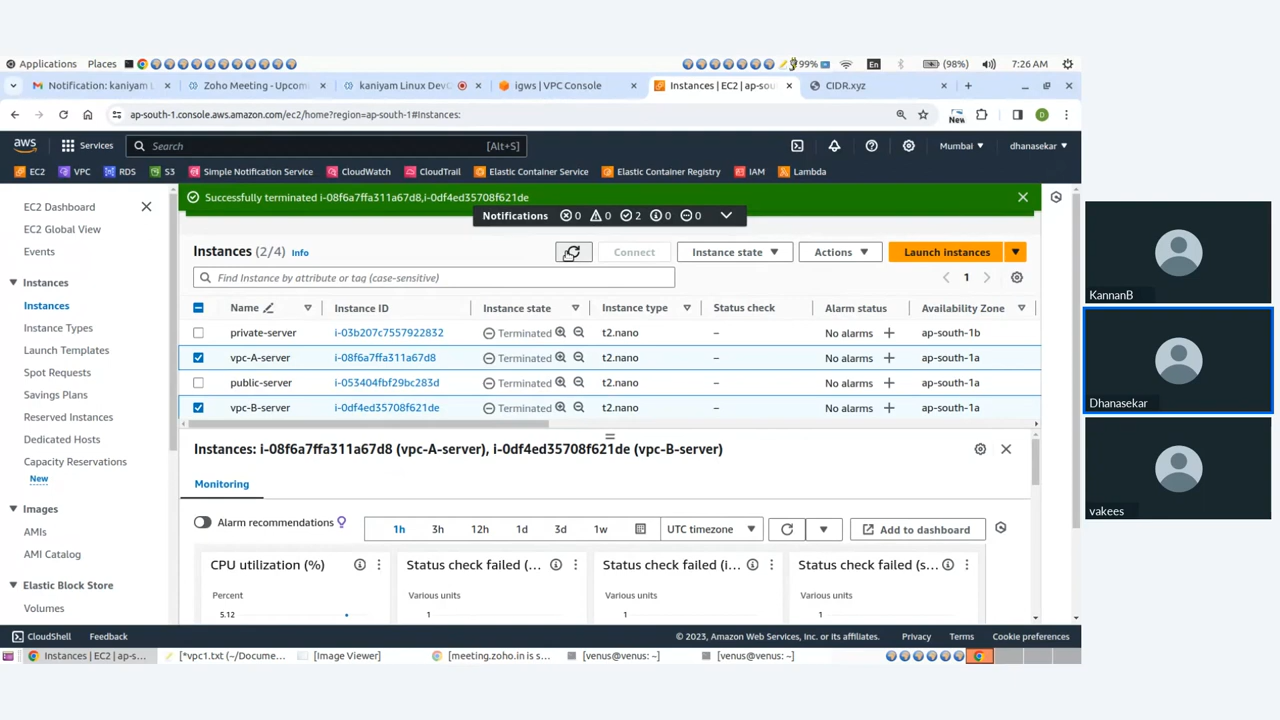 Applications Places 99% En (98%) 7:26 AM
Notification: kaniyam L Zoho Meeting - Upcom kaniyam Linux DevO igws | VPC Console Instances | EC2 | ap-sou CIDR.xyz
ap-south-1.console.aws.amazon.com/ec2/home?region=ap-south-1#Instances: New
aws Services Search [Alt+S] Mumbai dhanasekar
EC2 VPC RDS S3 Simple Notification Service CloudWatch CloudTrail Elastic Container Service Elastic Container Registry IAM Lambda
EC2 Dashboard
EC2 Global View
Events
Instances
Instances
Instance Types
Launch Templates
Spot Requests
Savings Plans
Reserved Instances
Dedicated Hosts
Capacity Reservations
New
Images
AMIs
AMI Catalog
Elastic Block Store
Volumes
Successfully terminated i-08f6a7ffa311a67d8,i-0df4ed35708f621de
Notifications 0 0 2 0 0
Instances (2/4) Info Connect Instance state Actions Launch instances
Find Instance by attribute or tag (case-sensitive) 1
Name Instance ID Instance state Instance type Status check Alarm status Availability Zone
private-server i-03b207c7557922832 Terminated t2.nano – No alarms + ap-south-1b
vpc-A-server i-08f6a7ffa311a67d8 Terminated t2.nano – No alarms + ap-south-1a
public-server i-053404fbf29bc283d Terminated t2.nano – No alarms + ap-south-1a
vpc-B-server i-0df4ed35708f621de Terminated t2.nano – No alarms + ap-south-1a
Instances: i-08f6a7ffa311a67d8 (vpc-A-server), i-0df4ed35708f621de (vpc-B-server)
Monitoring
Alarm recommendations 1h 3h 12h 1d 3d 1w UTC timezone Add to dashboard
CPU utilization (%) Status check failed (... Status check failed (i... Status check failed (s...
Percent Various units Various units Various units
5.12 1 1 1
CloudShell Feedback © 2023, Amazon Web Services, Inc. or its affiliates. Privacy Terms Cookie preferences
Instances | EC2 | ap-s... [*vpc1.txt (~/Docume... [Image Viewer] [meeting.zoho.in is s... [venus@venus: ~] [venus@venus: ~]
KannanB
Dhanasekar
vakees